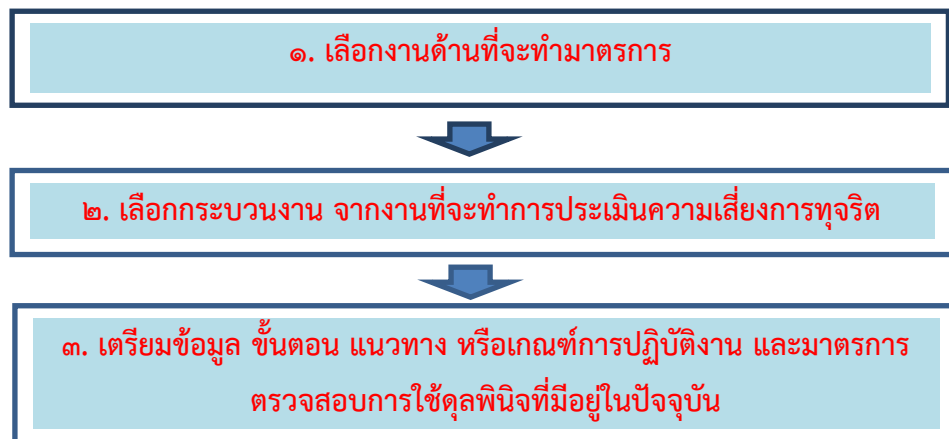 ๑. เลือกงานด้านที่จะทำมาตรการ
๒. เลือกกระบวนงาน จากงานที่จะทำการประเมินความเสี่ยงการทุจริต
๓. เตรียมข้อมูล ขั้นตอน แนวทาง หรือเกณฑ์การปฏิบัติงาน และมาตรการ
ตรวจสอบการใช้ดุลพินิจที่มีอยู่ในปัจจุบัน